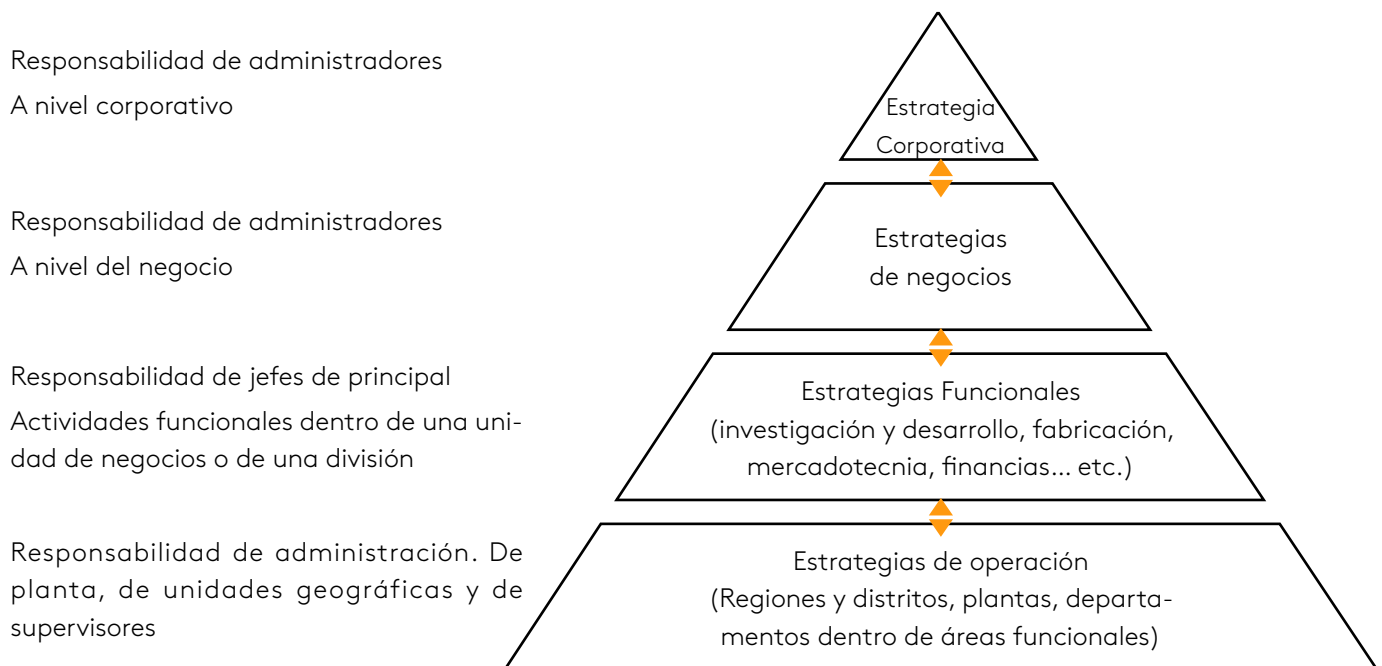 Responsabilidad de administradores
A nivel corporativo
Estrategia
Corporativa
Responsabilidad de administradores
A nivel del negocio
Estrategias
de negocios
Responsabilidad de jefes de principal
Actividades funcionales dentro de una uni-
dad de negocios o de una división
Estrategias Funcionales
(investigación y desarrollo, fabricación,
mercadotecnia, financias... etc.)
Responsabilidad de administración. De
planta, de unidades geográficas y de
supervisores
Estrategias de operación
(Regiones y distritos, plantas, departa-
mentos dentro de áreas funcionales)